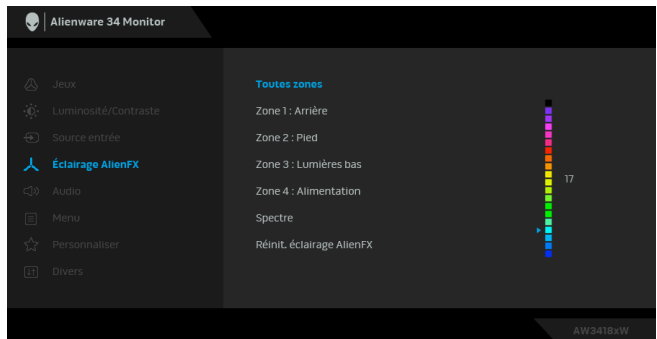 Alienware 34 Monitor
Jeux
Luminosité/Contraste
Source entrée
Éclairage AlienFX
Audio
Menu
Personnaliser
Divers
Toutes zones
Zone 1 : Arrière
Zone 2 : Pied
Zone 3 : Lumières bas
Zone 4 : Alimentation
Spectre
Réinit. éclairage AlienFX
17
AW3418xW